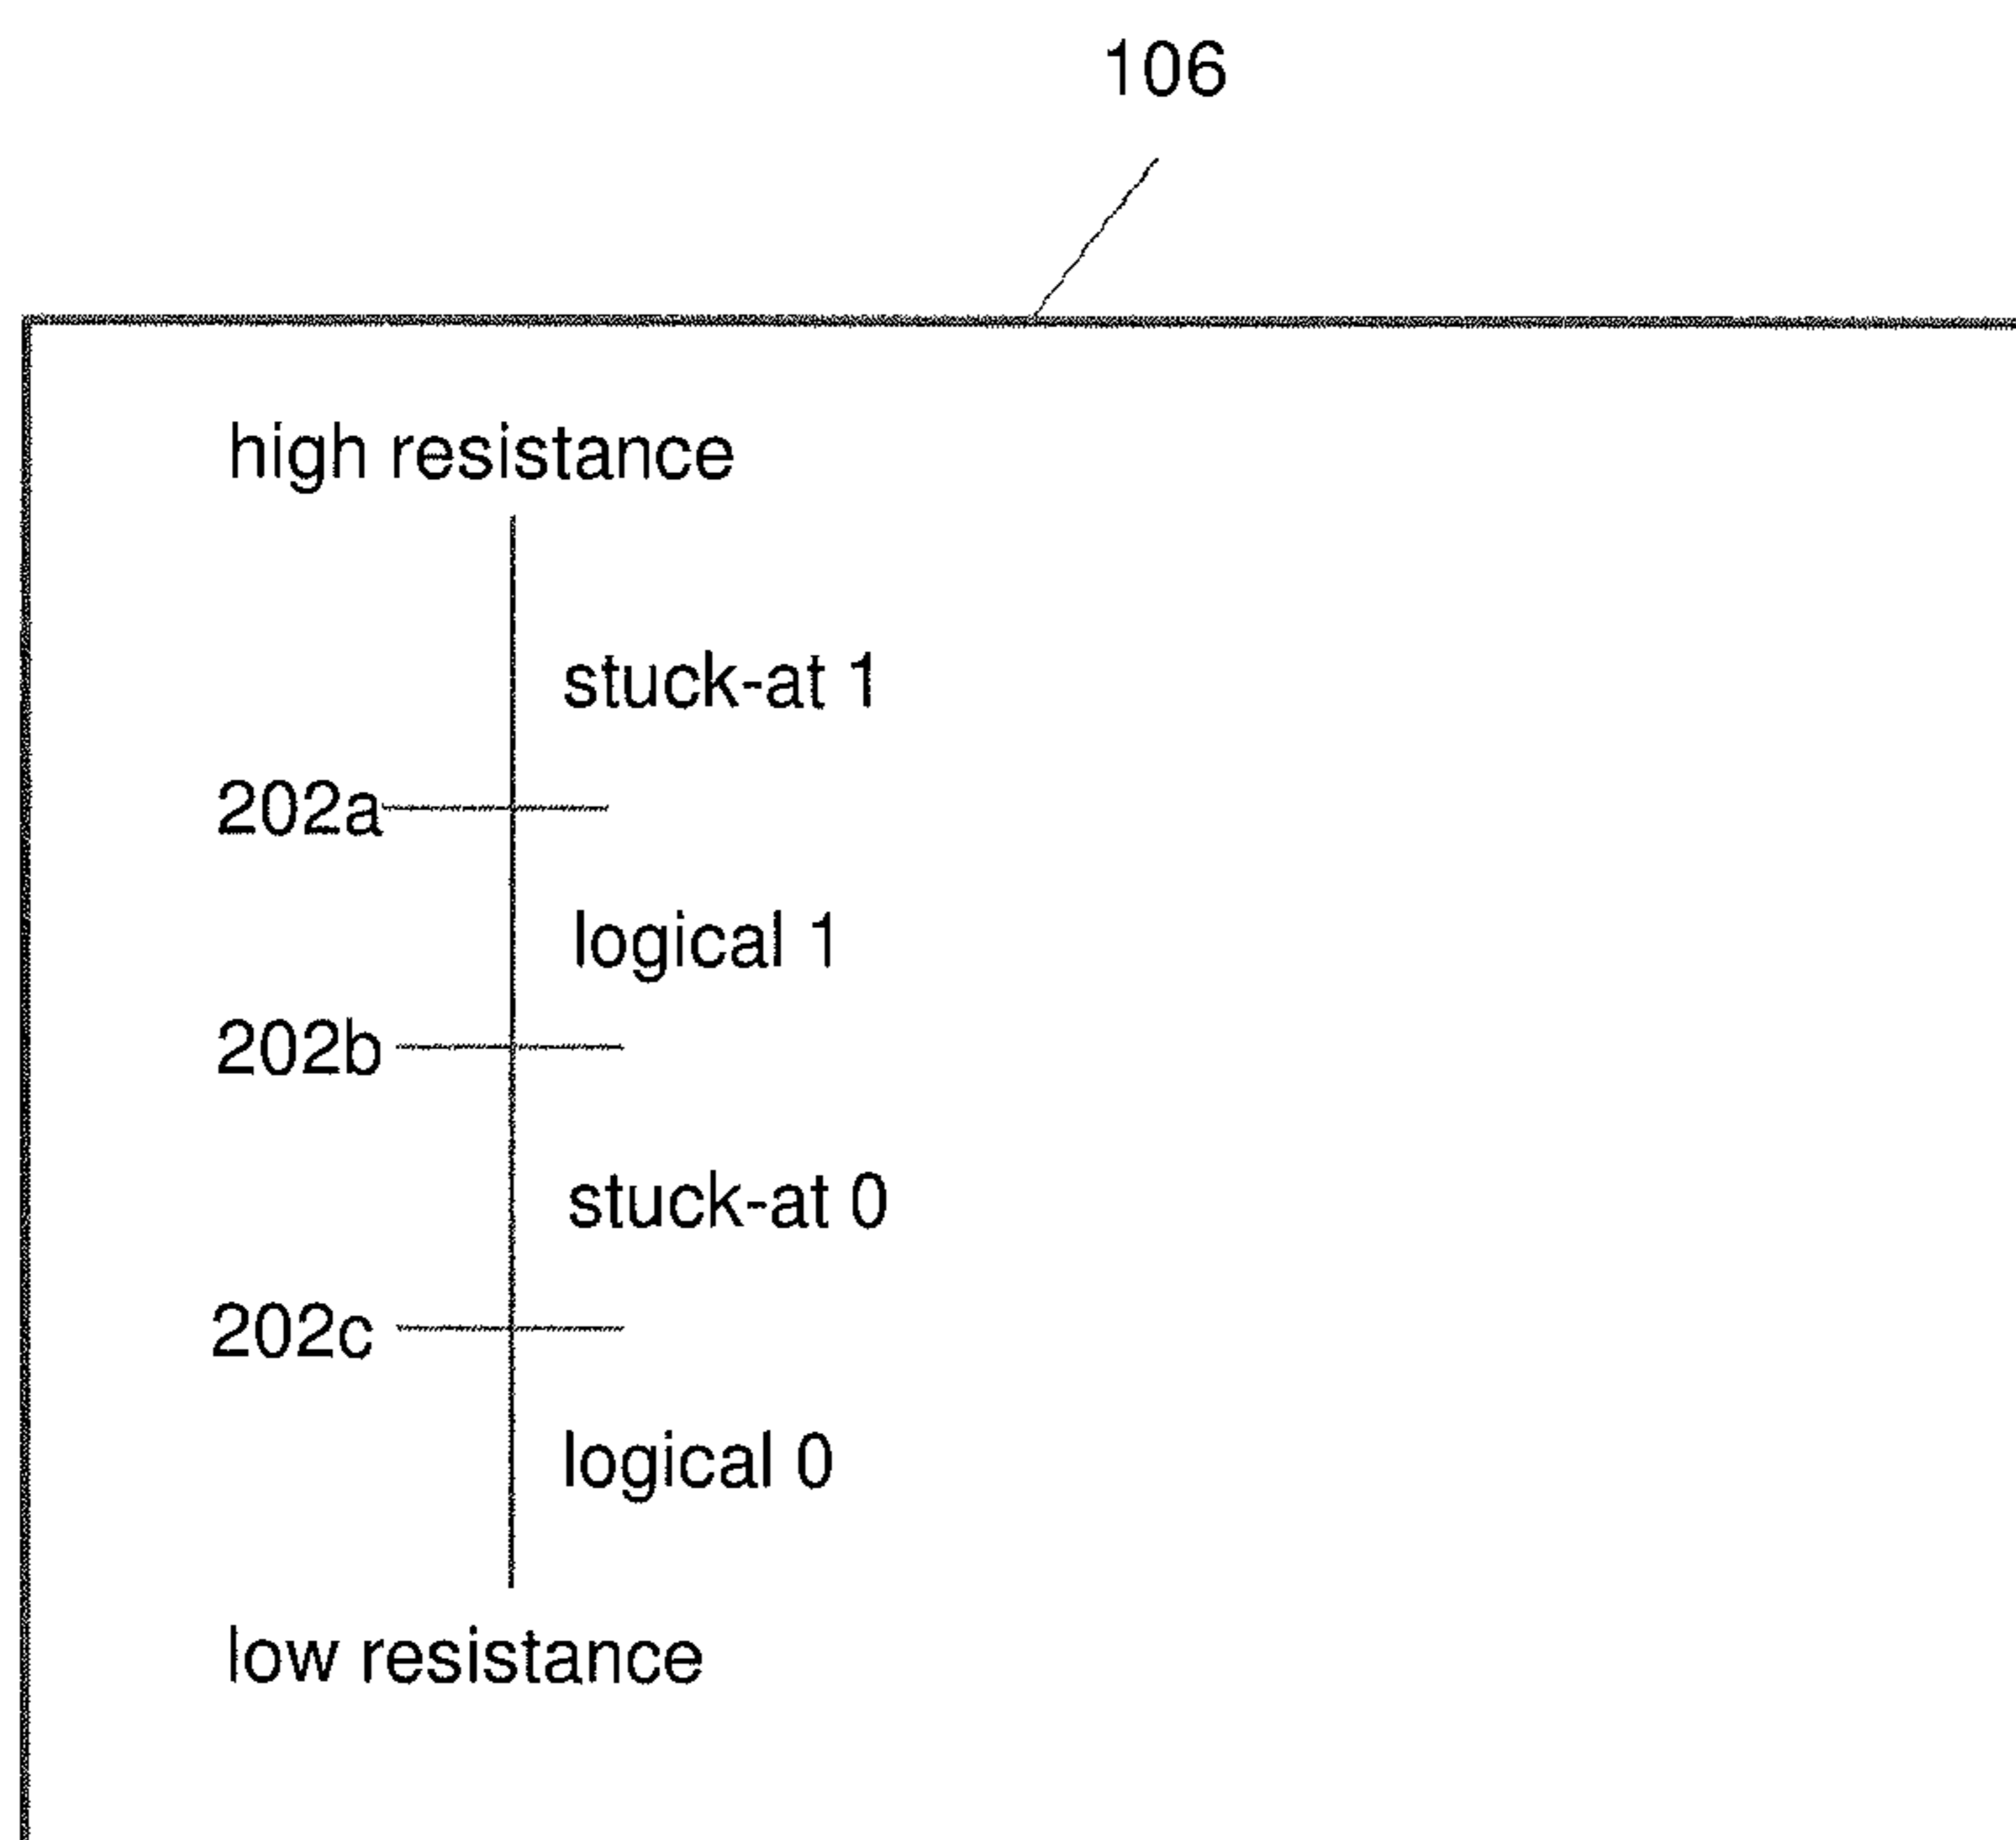 106
high resistance
stuck-at 1
202a
logical 1
202b
stuck-at 0
202c
logical 0
low resistance